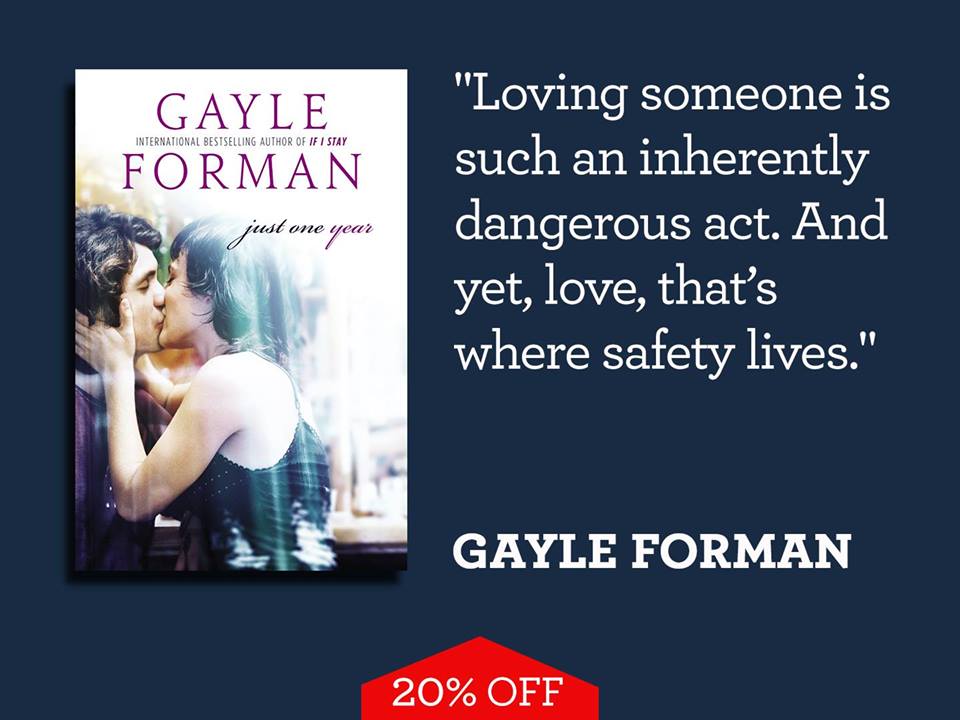 GAYLE
INTERNATIONAL BESTSELLING AUTHOR OF IF I STAY
FORMAN
just one year
"Loving someone is
such an inherently
dangerous act. And
yet, love, that’s
where safety lives."
GAYLE FORMAN
20% OFF